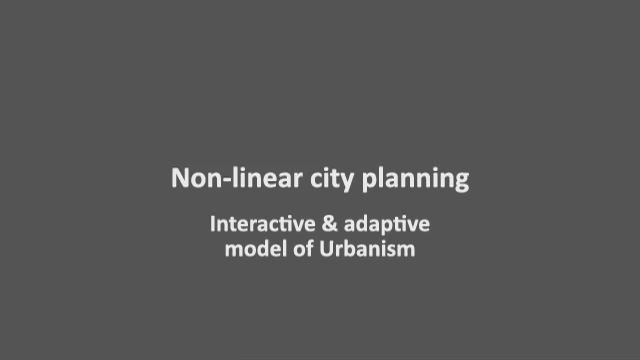 Non-linear city planning
Interactive & adaptive
model of Urbanism